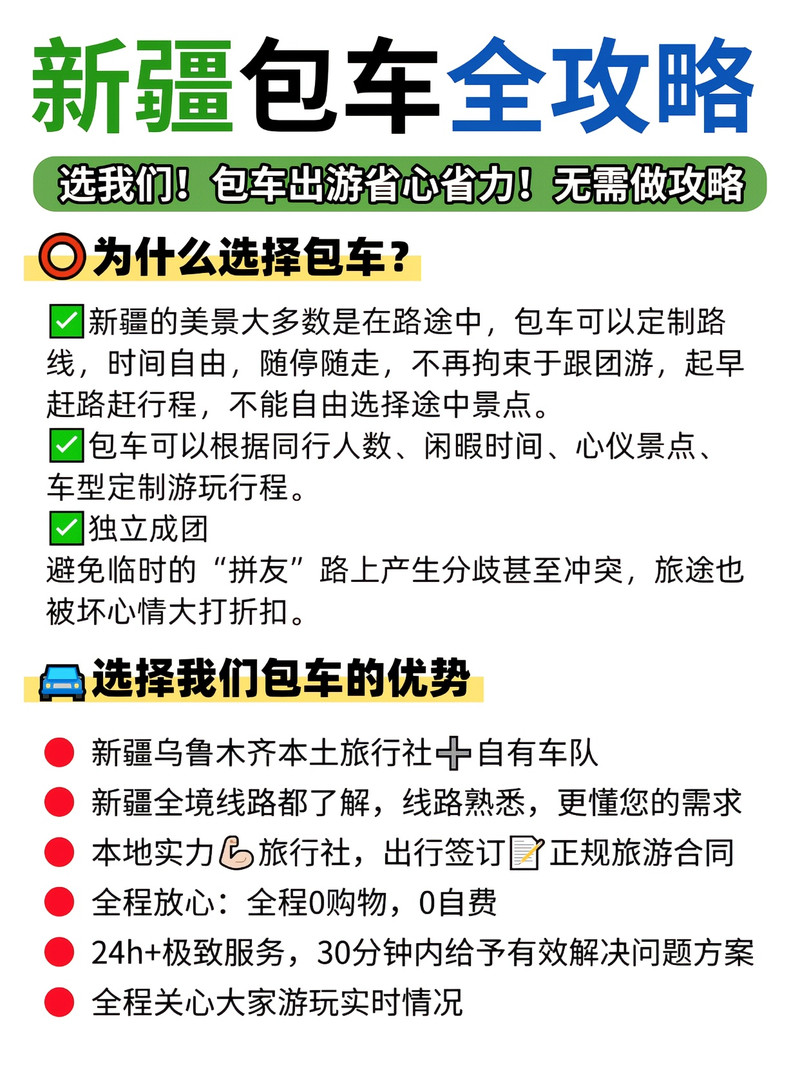 新疆包车全攻略
选我们！包车出游省心省力！无需做攻略
⭕为什么选择包车？
✅新疆的美景大多数是在路途中，包车可以定制路
线，时间自由，随停随走，不再拘束于跟团游，起早
赶路赶行程，不能自由选择途中景点。
✅包车可以根据同行人数、闲暇时间、心仪景点、
车型定制游玩行程。
✅独立成团
避免临时的“拼友”路上产生分歧甚至冲突，旅途也
被坏心情大打折扣。
🚘选择我们包车的优势
🔴新疆乌鲁木齐本土旅行社➕自有车队
🔴新疆全境线路都了解，线路熟悉，更懂您的需求
🔴本地实力💪🏻旅行社，出行签订📝正规旅游合同
🔴全程放心：全程0购物，0自费
🔴24h+极致服务，30分钟内给予有效解决问题方案
🔴全程关心大家游玩实时情况